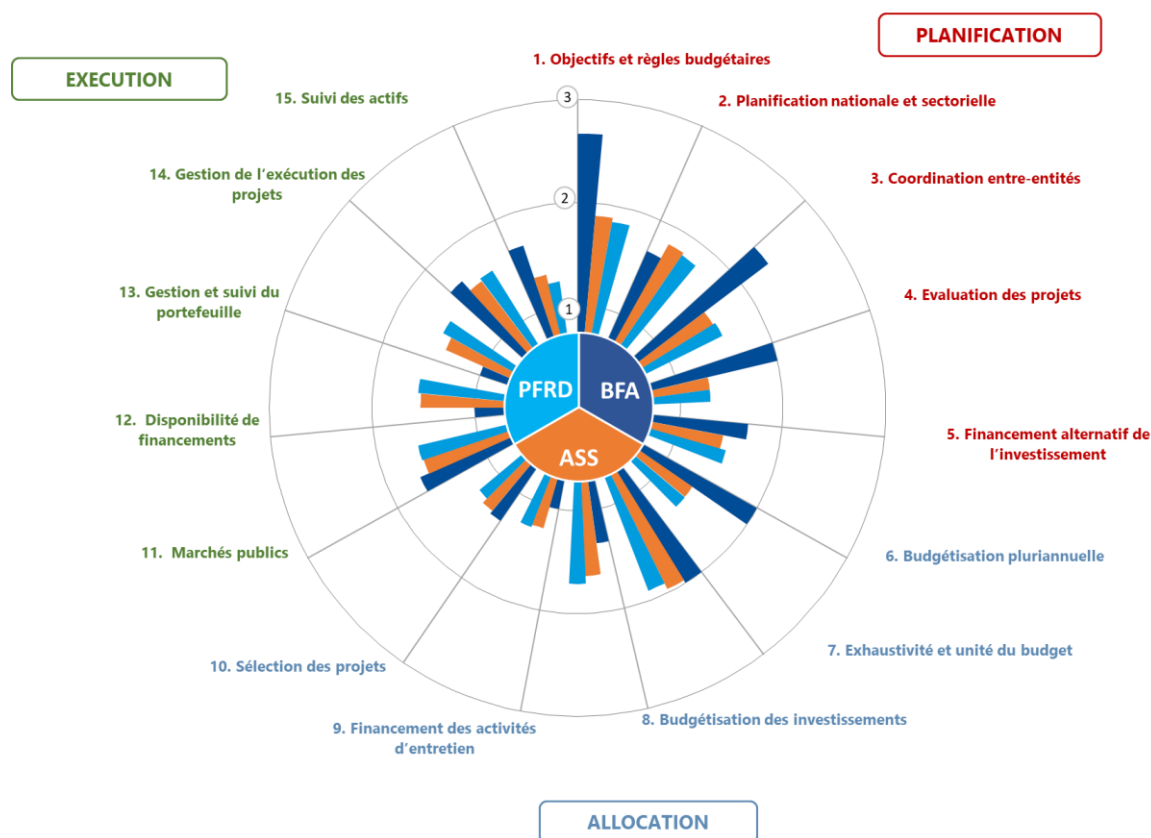 PLANIFICATION
EXECUTION
1. Objectifs et règles budgétaires
2. Planification nationale et sectorielle
3. Coordination entre-entités
4. Evaluation des projets
5. Financement alternatif de
l'investissement
6. Budgétisation pluriannuelle
7. Exhaustivité et unité du budget
8. Budgétisation des investissements
9. Financement des activités
d'entretien
10. Sélection des projets
11. Marchés publics
12. Disponibilité de
financements
13. Gestion et suivi du
portefeuille
14. Gestion de l'exécution des
projets
15. Suivi des actifs
3
2
1
PFRD
BFA
ASS
ALLOCATION